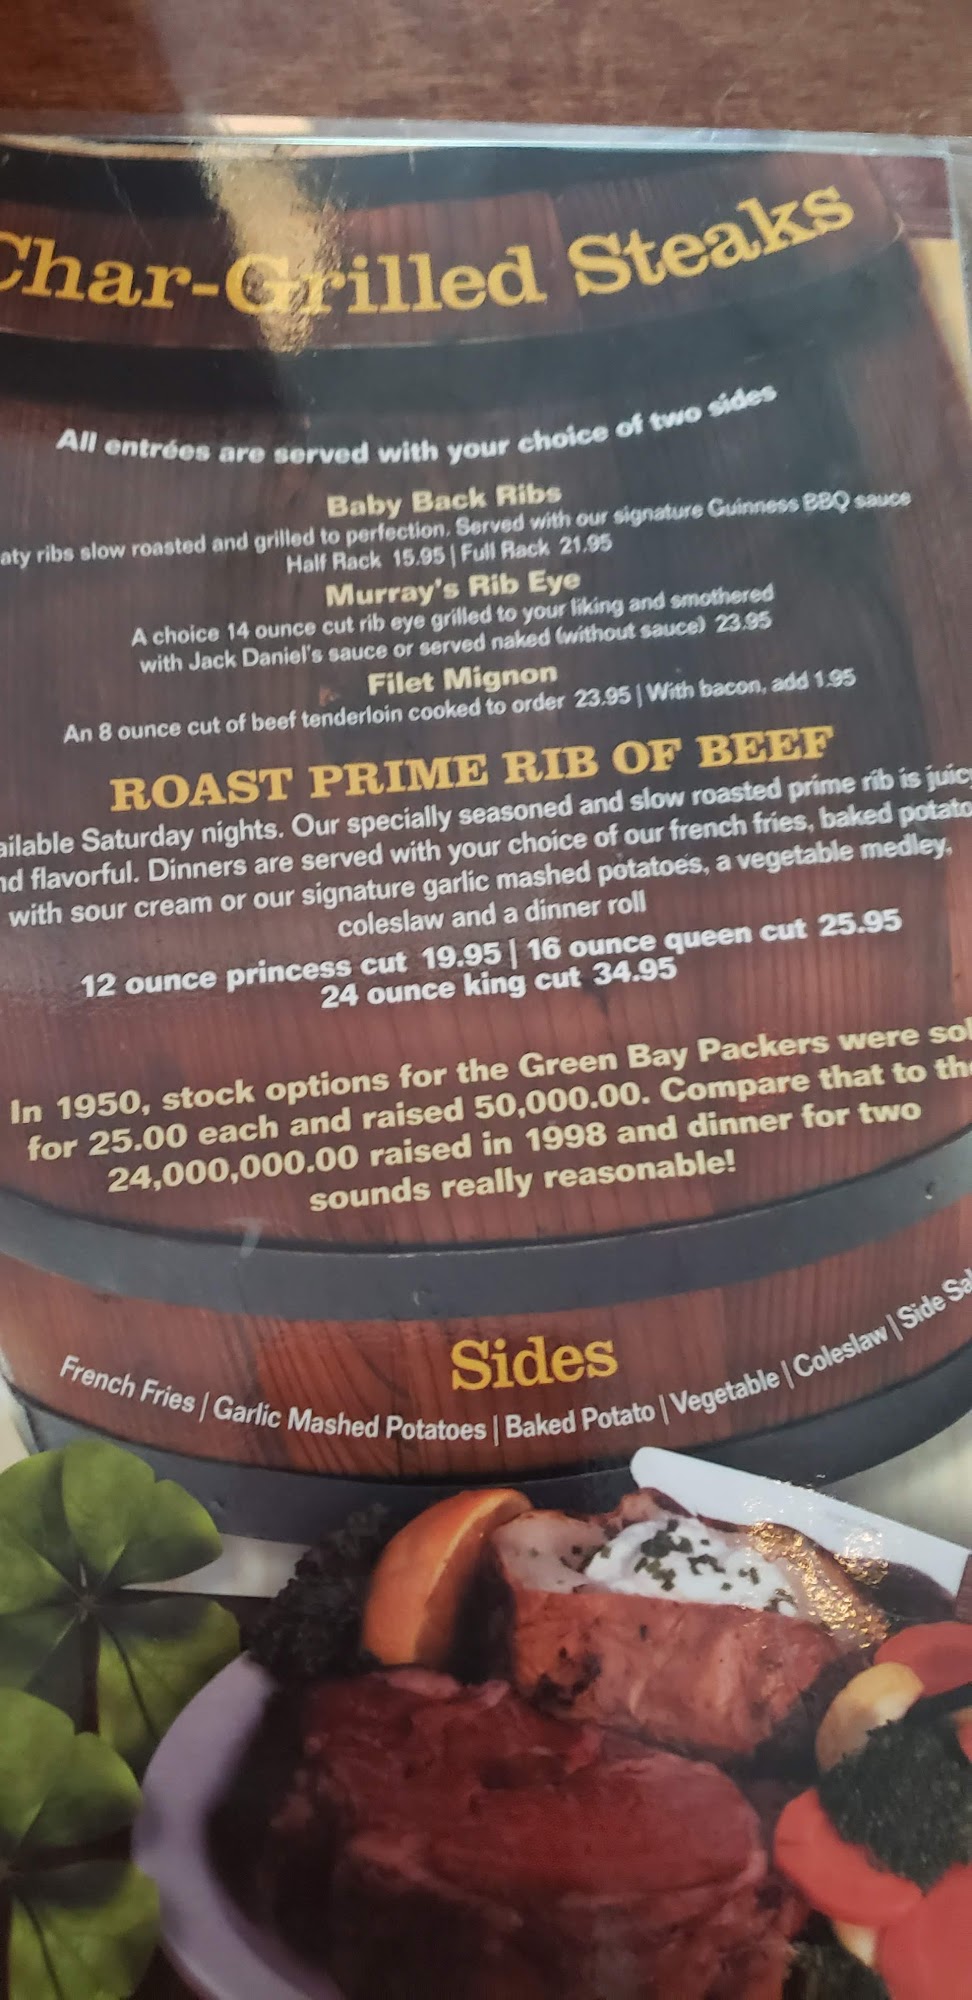 Char-Grilled Steaks
All entrées are served with your choice of two sides
Baby Back Ribs
aty ribs slow roasted and grilled to perfection. Served with our signature Guinness BBQ sauce
Half Rack 15.95 | Full Rack 21.95
Murray's Rib Eye
A choice 14 ounce cut rib eye grilled to your liking and smothered
with Jack Daniel's sauce or served naked (without sauce) 23.95
Filet Mignon
An 8 ounce cut of beef tenderloin cooked to order 23.95 | With bacon, add 1.95
ROAST PRIME RIB OF BEEF
ailable Saturday nights. Our specially seasoned and slow roasted prime rib is juicy
nd flavorful. Dinners are served with your choice of our french fries, baked potato
with sour cream or our signature garlic mashed potatoes, a vegetable medley,
coleslaw and a dinner roll
12 ounce princess cut 19.95 | 16 ounce queen cut 25.95
24 ounce king cut 34.95
In 1950, stock options for the Green Bay Packers were sol
for 25.00 each and raised 50,000.00. Compare that to the
24,000,000.00 raised in 1998 and dinner for two
sounds really reasonable!
Sides
French Fries | Garlic Mashed Potatoes | Baked Potato | Vegetable | Coleslaw | Side Sal